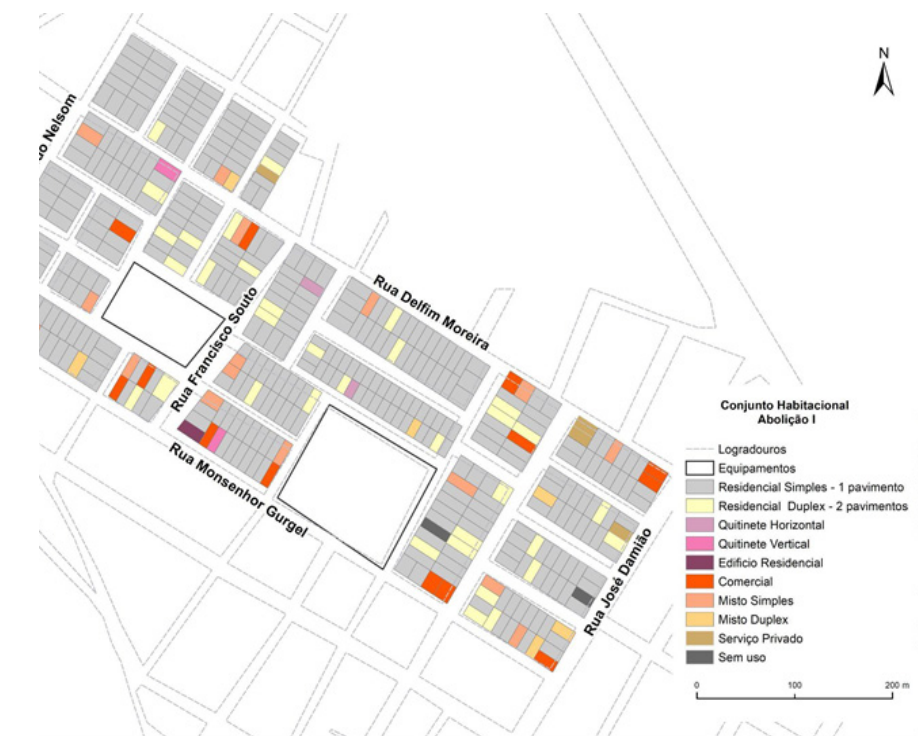 N
Nelsom
Rua Delfim Moreira
Rua Francisco Souto
Rua Monsenhor Gurgel
Rua José Damião
Conjunto Habitacional
Abolição I
Logradouros
Equipamentos
Residencial Simples - 1 pavimento
Residencial Duplex - 2 pavimentos
Quitinete Horizontal
Quitinete Vertical
Edificio Residencial
Comercial
Misto Simples
Misto Duplex
Serviço Privado
Sem uso
0 100 200 m